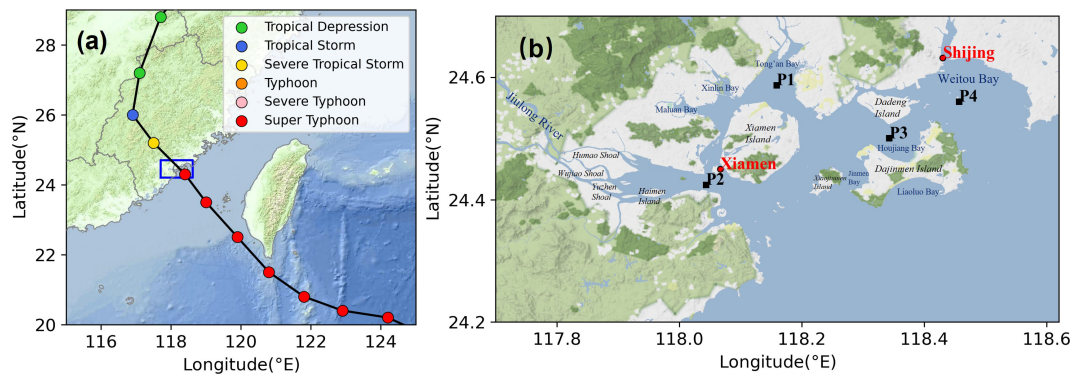 (a)
Tropical Depression
Tropical Storm
Severe Tropical Storm
Typhoon
Severe Typhoon
Super Typhoon
28
26
24
22
20
Latitude(°N)
116
118
120
122
124
Longitude(°E)
(b)
Shijing
Tong'an Bay
Weitou Bay
Xinlin Bay
P1
P4
Jiulong River
Maluan Bay
Dadeng
Island
Xiamen
Island
P3
Houjiang Bay
Humao Shoal
Xiamen
Wujiao Shoal
P2
Dajinmen Island
Jinmen
Bay
Yuzhen
Shoal
Haimen
Island
Island
Liaoluo Bay
24.6
24.4
24.2
Latitude(°N)
117.8
118.0
118.2
118.4
118.6
Longitude(°E)